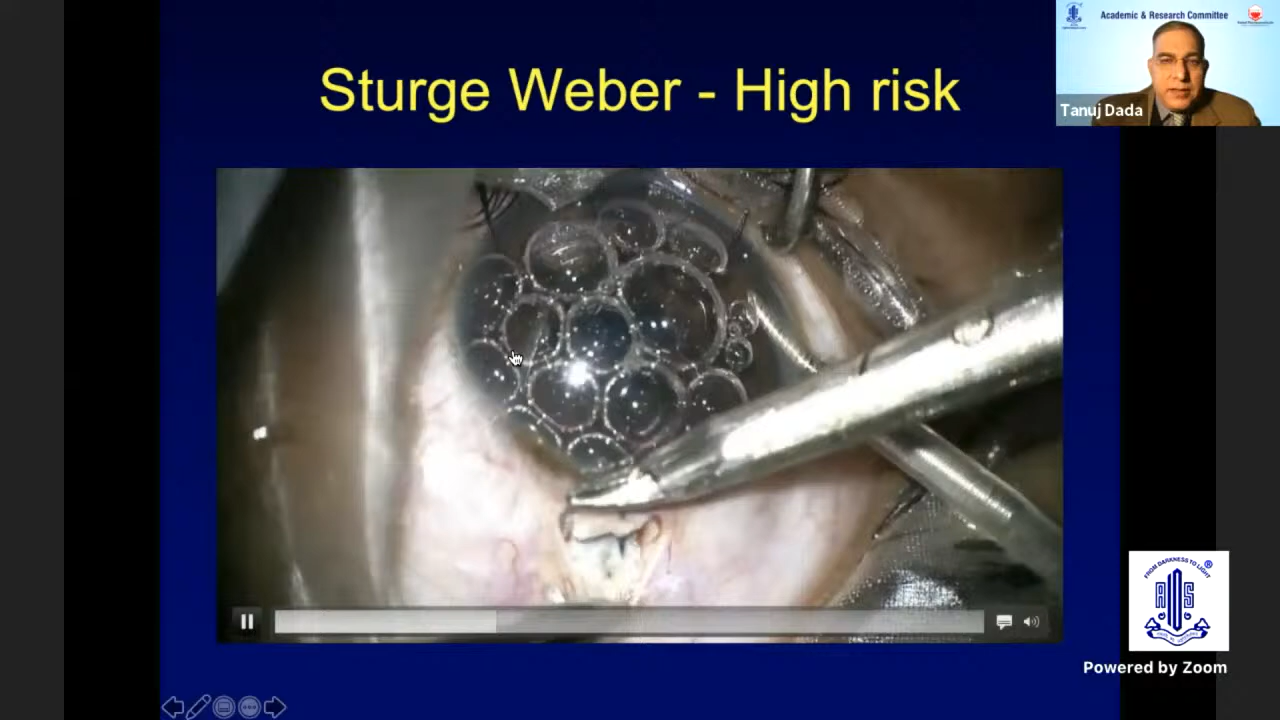 Academic & Research Committee
Tanuj Dada
Sturge Weber - High risk
FROM DARKNESS TO LIGHT
®
AIOS
Powered by Zoom